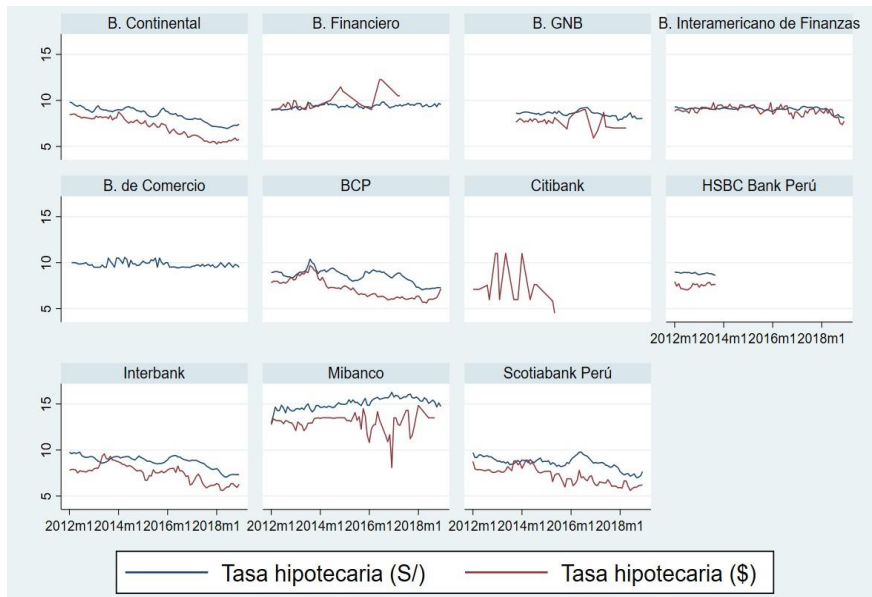 B. Continental
B. Financiero
B. GNB
B. Interamericano de Finanzas
15
10
5
B. de Comercio
BCP
Citibank
HSBC Bank Perú
15
10
5
2012m1 2014m1 2016m1 2018m1
Interbank
Mibanco
Scotiabank Perú
15
10
5
2012m1 2014m1 2016m1 2018m1
2012m1 2014m1 2016m1 2018m1
2012m1 2014m1 2016m1 2018m1
Tasa hipotecaria (S/)
Tasa hipotecaria ($)